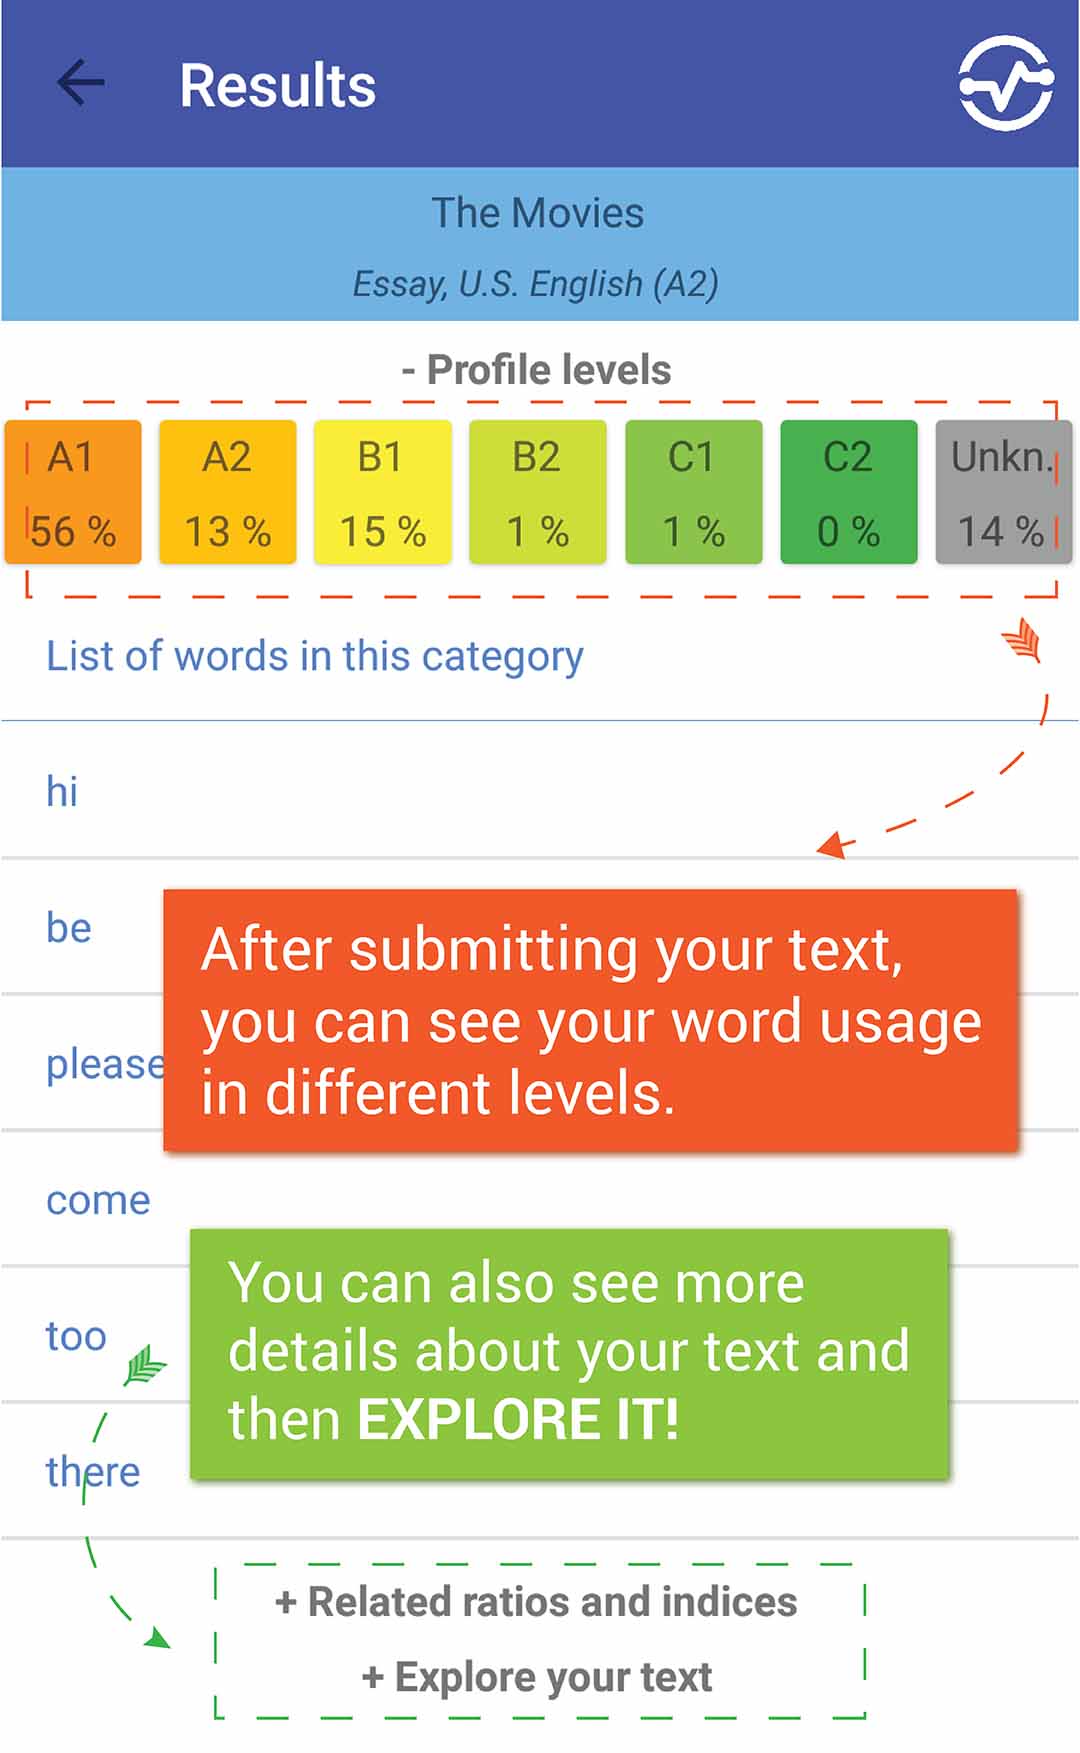 Results
The Movies
Essay, U.S. English (A2)
- Profile levels
A1 A2 B1 B2 C1 C2 Unkn.
56 % 13 % 15 % 1 % 1 % 0 % 14 %
List of words in this category
hi
be
please
After submitting your text,
you can see your word usage
in different levels.
come
too
there
You can also see more
details about your text and
then EXPLORE IT!
+ Related ratios and indices
+ Explore your text